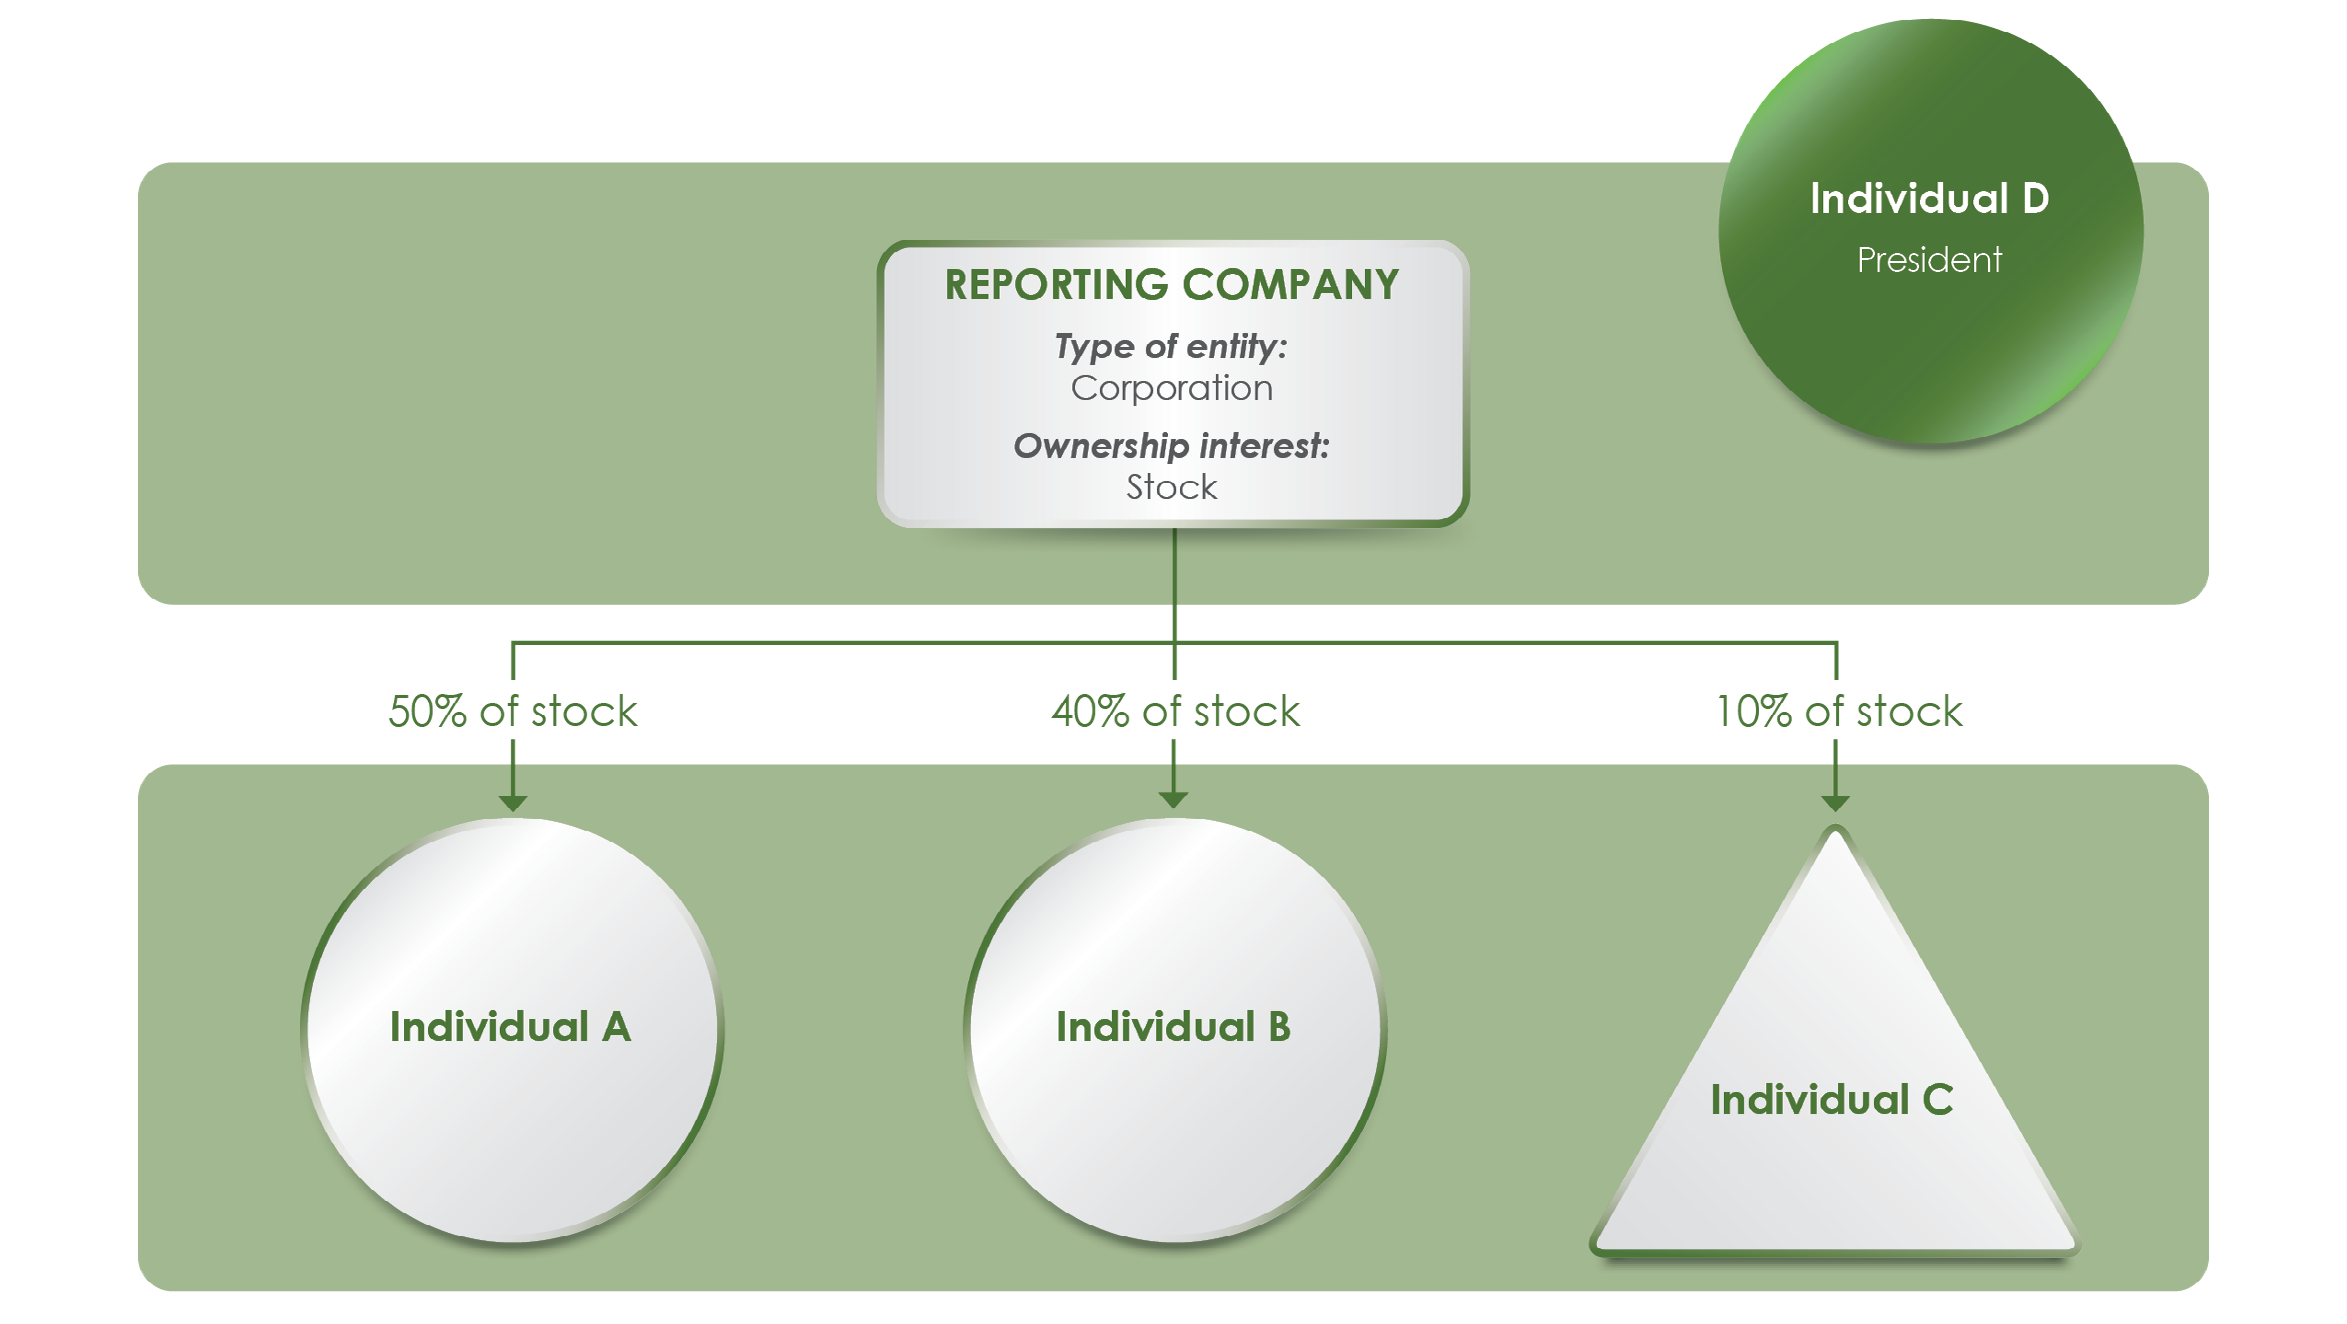 Individual D
President
REPORTING COMPANY
Type of entity:
Corporation
Ownership interest:
Stock
50% of stock
40% of stock
10% of stock
Individual A
Individual B
Individual C